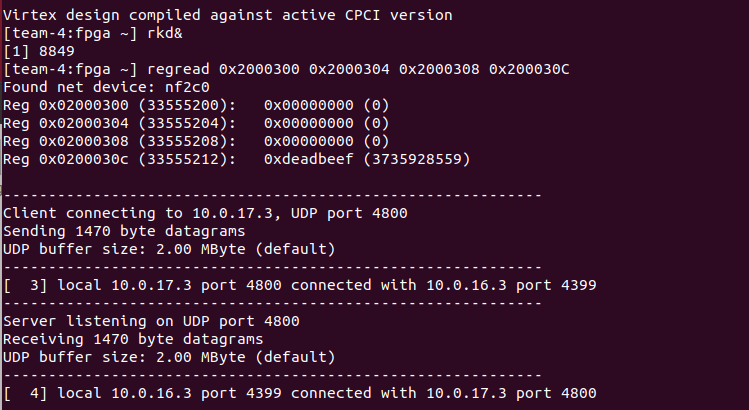 Virtex design compiled against active CPCI version
[team-4:fpga ~] rkd&
[1] 8849
[team-4:fpga ~] regread 0x2000300 0x2000304 0x2000308 0x200030C
Found net device: nf2c0
Reg 0x02000300 (33555200):   0x00000000 (0)
Reg 0x02000304 (33555204):   0x00000000 (0)
Reg 0x02000308 (33555208):   0x00000000 (0)
Reg 0x0200030c (33555212):   0xdeadbeef (3735928559)
------------------------------------------------------------
Client connecting to 10.0.17.3, UDP port 4800
Sending 1470 byte datagrams
UDP buffer size: 2.00 MByte (default)
------------------------------------------------------------
[  3] local 10.0.17.3 port 4800 connected with 10.0.16.3 port 4399
------------------------------------------------------------
Server listening on UDP port 4800
Receiving 1470 byte datagrams
UDP buffer size: 2.00 MByte (default)
------------------------------------------------------------
[  4] local 10.0.16.3 port 4399 connected with 10.0.17.3 port 4800